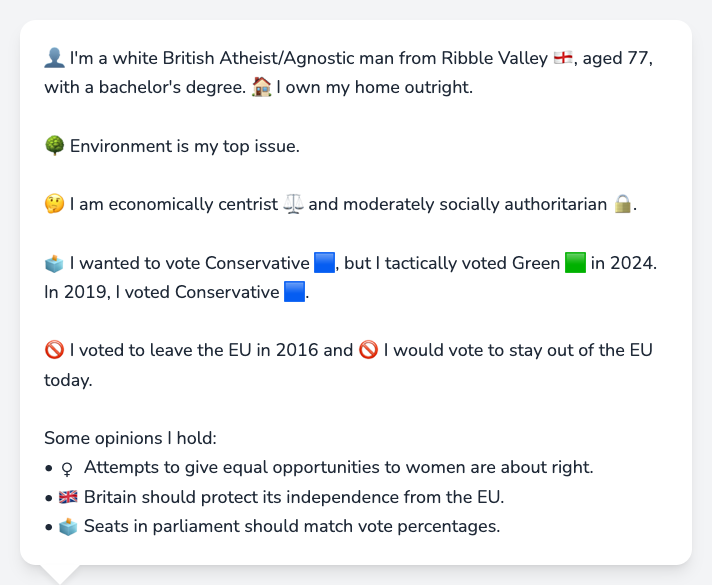 👤 I'm a white British Atheist/Agnostic man from Ribble Valley 🏴󠁧󠁢󠁥󠁮󠁧󠁿, aged 77,
with a bachelor's degree. 🏠 I own my home outright.
🌳 Environment is my top issue.
🤔 I am economically centrist ⚖️ and moderately socially authoritarian 🔒.
🗳️ I wanted to vote Conservative 🟦, but I tactically voted Green 🟩 in 2024.
In 2019, I voted Conservative 🟦.
🚫 I voted to leave the EU in 2016 and 🚫 I would vote to stay out of the EU
today.
Some opinions I hold:
• ♀ Attempts to give equal opportunities to women are about right.
• 🇬🇧 Britain should protect its independence from the EU.
• 🗳️ Seats in parliament should match vote percentages.